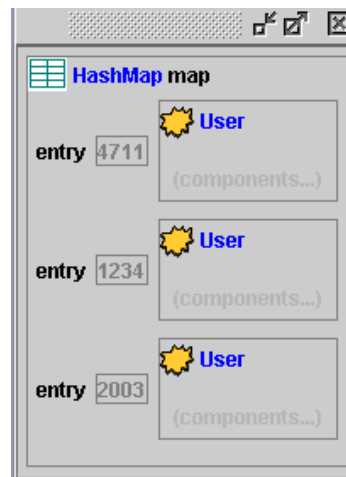 HashMap map
User
entry 4711
(components...)
User
entry 1234
(components...)
User
entry 2003
(components...)